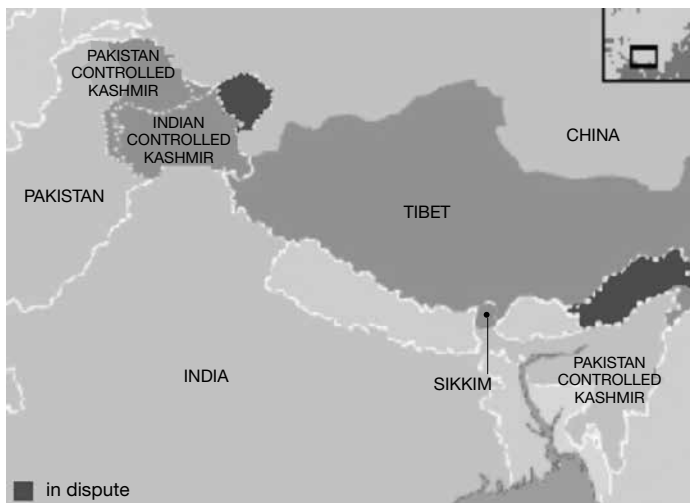 PAKISTAN
CONTROLLED
KASHMIR
INDIAN
CONTROLLED
KASHMIR
CHINA
PAKISTAN
TIBET
INDIA
SIKKIM
PAKISTAN
CONTROLLED
KASHMIR
in dispute